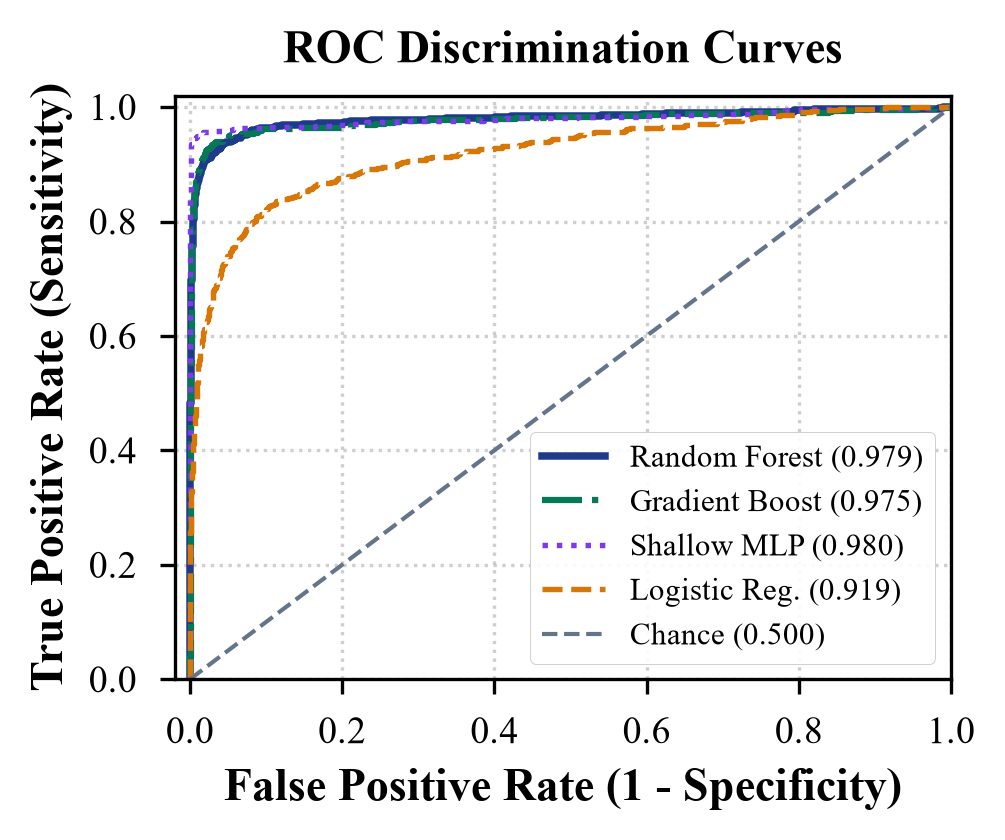 ROC Discrimination Curves
True Positive Rate (Sensitivity)
1.0
0.8
0.6
0.4
0.2
0.0
Random Forest (0.979)
Gradient Boost (0.975)
Shallow MLP (0.980)
Logistic Reg. (0.919)
Chance (0.500)
0.0 0.2 0.4 0.6 0.8 1.0
False Positive Rate (1 - Specificity)